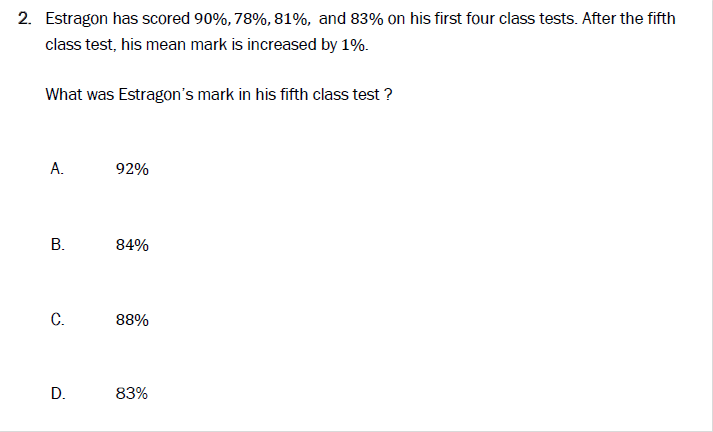 2. Estragon has scored 90%, 78%, 81%, and 83% on his first four class tests. After the fifth
class test, his mean mark is increased by 1%.
What was Estragon's mark in his fifth class test ?
A. 92%
B. 84%
C. 88%
D. 83%